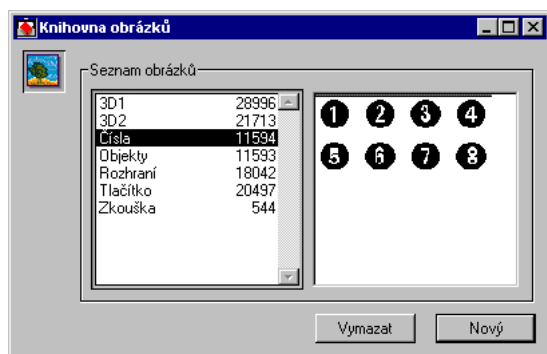 Knihovna obrázků
Seznam obrázků
3D1 28996
3D2 21713
Čísla 11594
Objekty 11593
Rozhraní 18042
Tlačítko 20497
Zkouška 544
1 2 3 4
5 6 7 8
Vymazat Nový